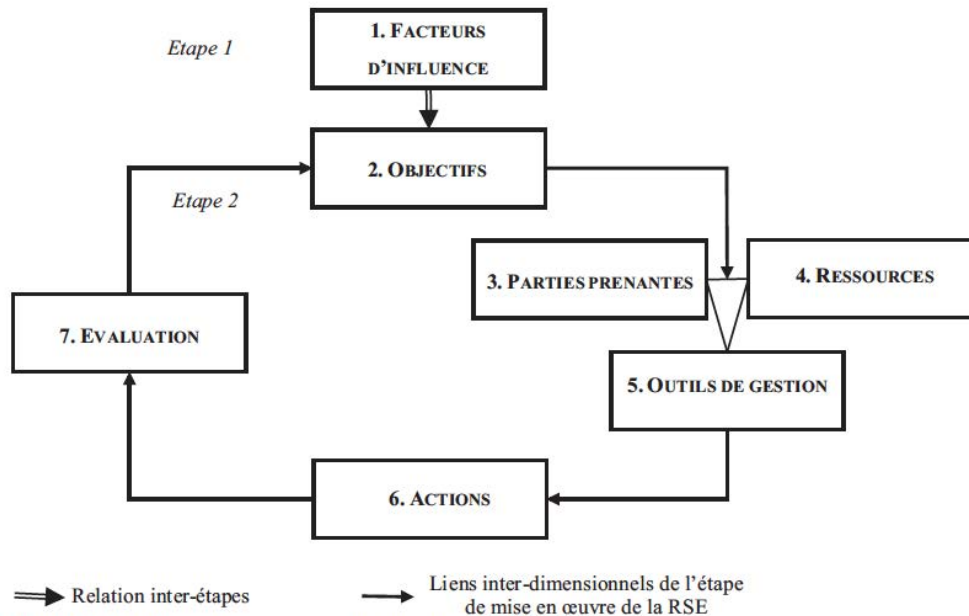 Etape 1
1. FACTEURS
D'INFLUENCE
2. OBJECTIFS
Etape 2
3. PARTIES PRENANTES
4. RESSOURCES
7. EVALUATION
5. OUTILS DE GESTION
6. ACTIONS
Relation inter-étapes
Liens inter-dimensionnels de l'étape
de mise en œuvre de la RSE